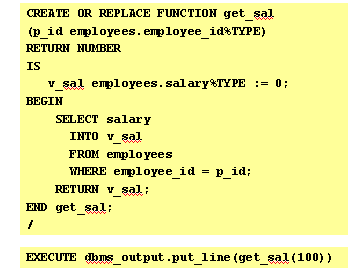 CREATE OR REPLACE FUNCTION get_sal
(p_id employees.employee_id%TYPE)
RETURN NUMBER
IS
v_sal employees.salary%TYPE := 0;
BEGIN
SELECT salary
INTO v_sal
FROM employees
WHERE employee_id = p_id;
RETURN v_sal;
END get_sal;
/
EXECUTE dbms_output.put_line(get_sal(100))